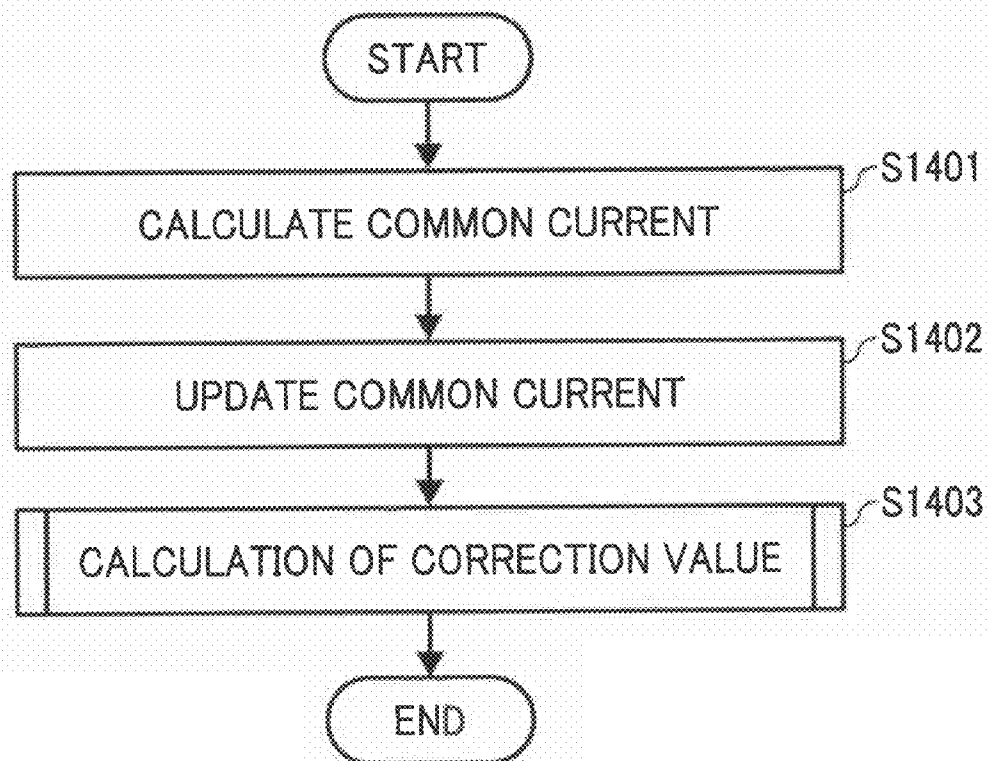 START
S1401
CALCULATE COMMON CURRENT
S1402
UPDATE COMMON CURRENT
S1403
CALCULATION OF CORRECTION VALUE
END